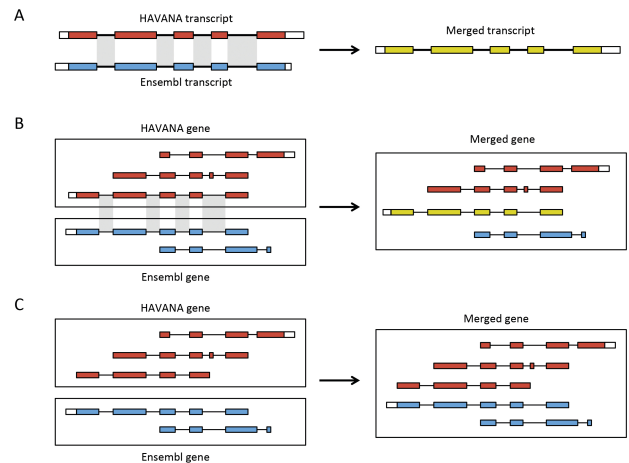 A
HAVANA transcript
Ensembl transcript
Merged transcript
B
HAVANA gene
Ensembl gene
Merged gene
C
HAVANA gene
Ensembl gene
Merged gene